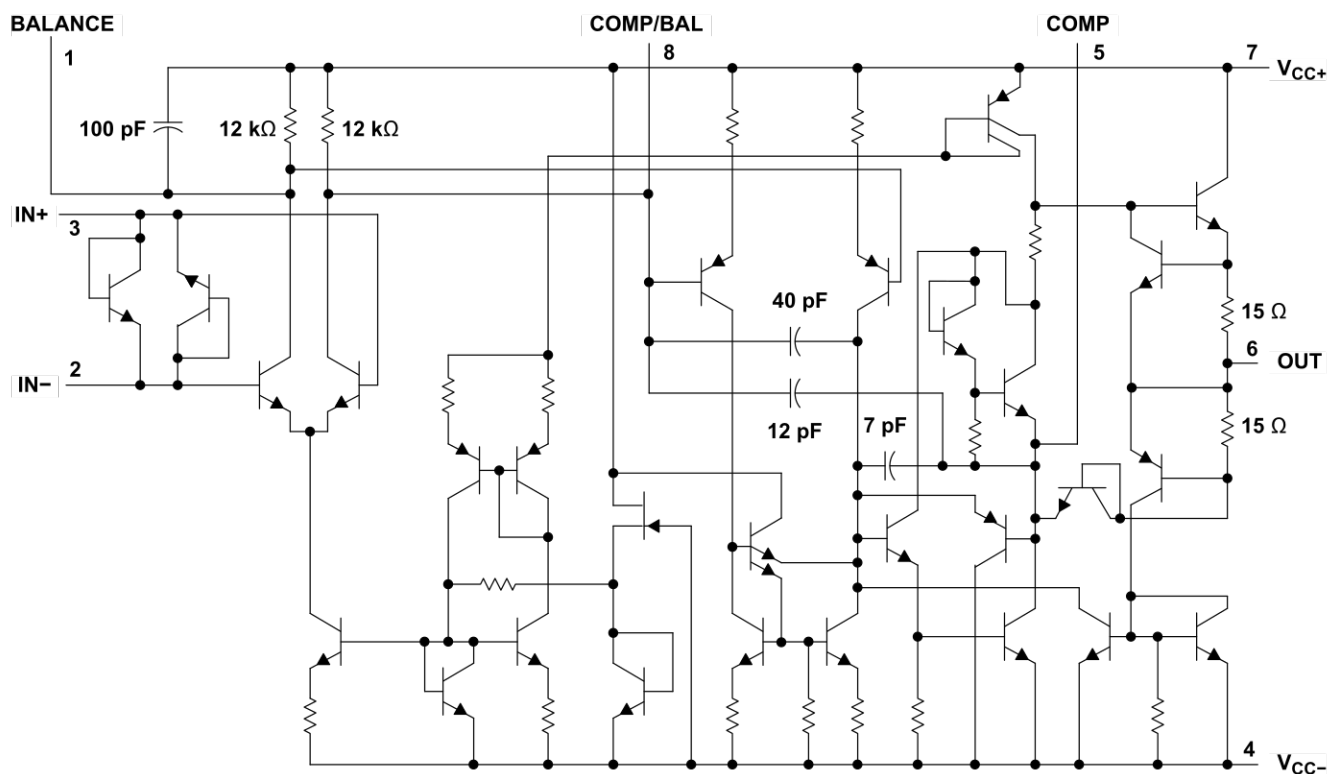 BALANCE
COMP/BAL
COMP
1
8
5
7
VCC+
100 pF
12 kΩ
12 kΩ
IN+
3
40 pF
15 Ω
6
OUT
IN−
2
12 pF
7 pF
15 Ω
4
VCC−